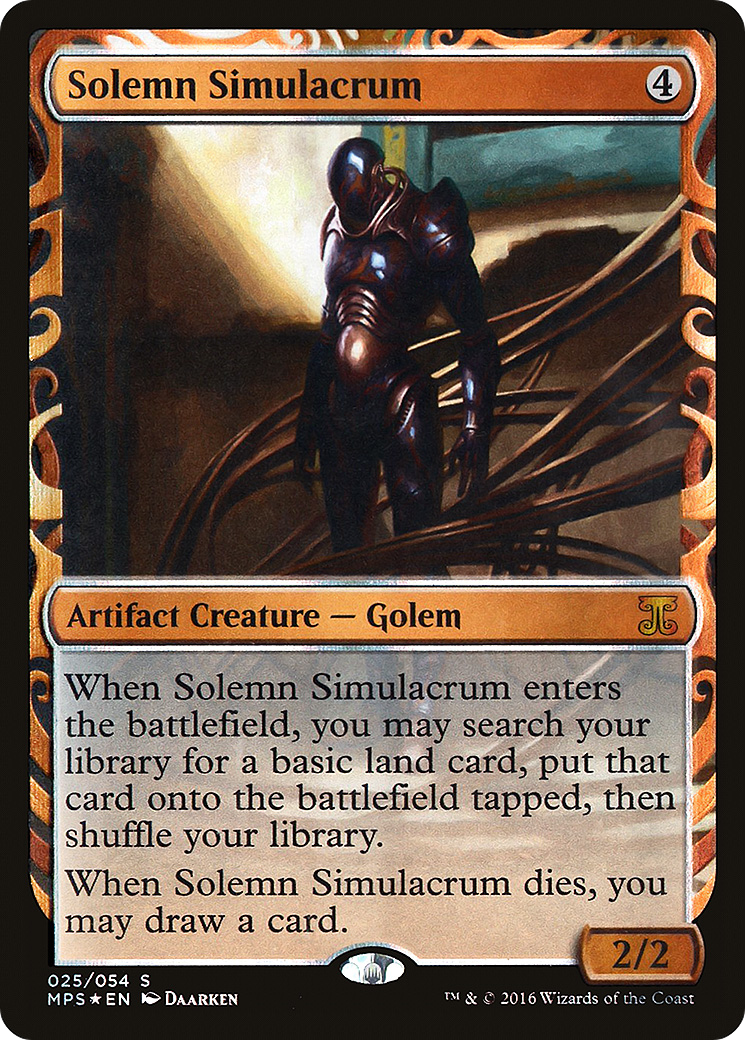 Solemn Simulacrum 4
Artifact Creature — Golem
When Solemn Simulacrum enters
the battlefield, you may search your
library for a basic land card, put that
card onto the battlefield tapped, then
shuffle your library.
When Solemn Simulacrum dies, you
may draw a card.
2/2
025/054 S
MPS★EN DAARKEN
™ & © 2016 Wizards of the Coast